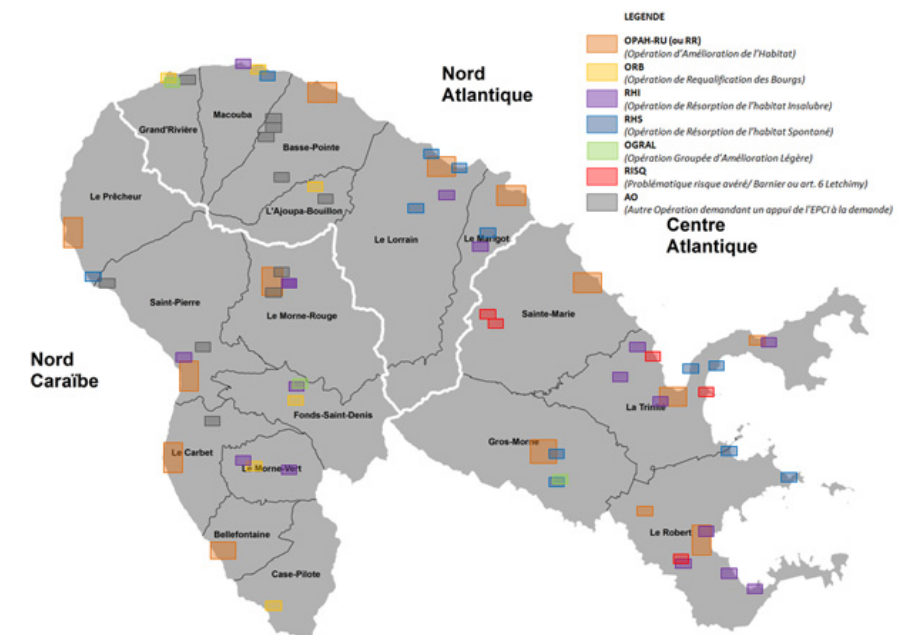 LEGENDE
OPAH-RU (ou RR)
(Opération d'Amélioration de l'Habitat)
ORB
(Opération de Requalification des Bourgs)
RHI
(Opération de Résorption de l'habitat Insalubre)
RHS
(Opération de Résorption de l'habitat Spontané)
OGRAL
(Opération Groupée d'Amélioration Légère)
RISQ
(Problématique risque avéré/ Barnier ou art. 6 Letchimy)
AO
(Autre Opération demandant un appui de l'EPCI à la demande)
Nord
Atlantique
Centre
Atlantique
Nord
Caraïbe
Grand'Rivière
Macouba
Basse-Pointe
Le Prêcheur
L'Ajoupa-Bouillon
Le Lorrain
Le Marigot
Saint-Pierre
Le Morne-Rouge
Sainte-Marie
Fonds-Saint-Denis
La Trinité
Gros-Morne
Le Carbet
Le Morne-Vert
Le Robert
Bellefontaine
Case-Pilote